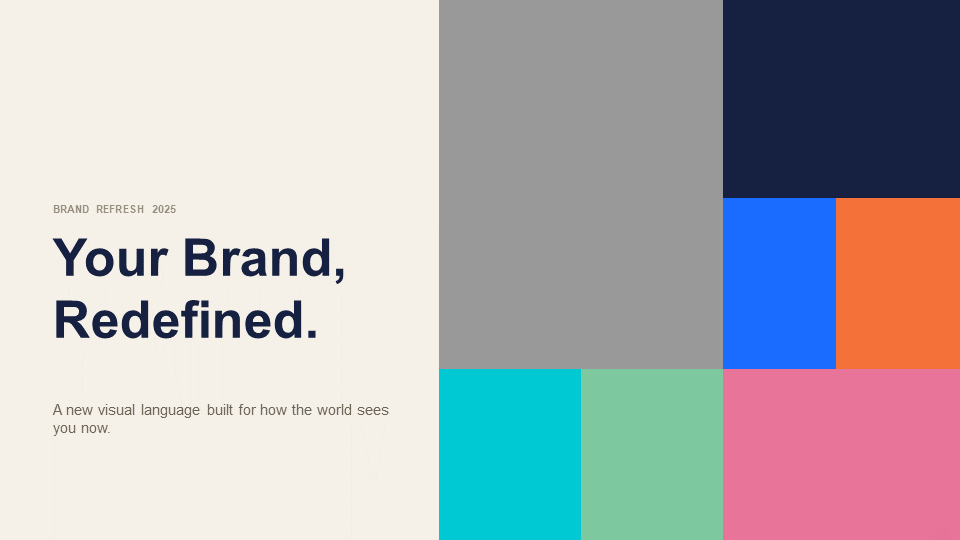 BRAND REFRESH 2025
Your Brand,
Redefined.
A new visual language built for how the world sees
you now.